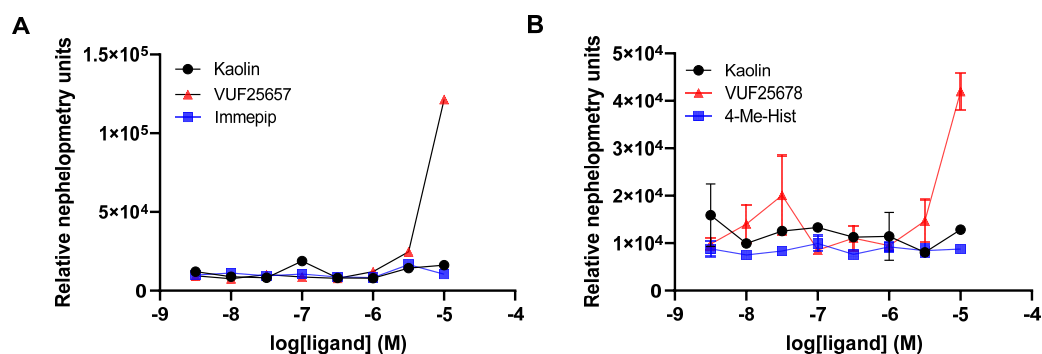 A
Relative nephelopmetry units
1.5×10⁵
1×10⁵
5×10⁴
0
Kaolin
VUF25657
Immepip
-9
-8
-7
-6
-5
-4
log[ligand] (M)
B
Relative nephelopmetry units
5×10⁴
4×10⁴
3×10⁴
2×10⁴
1×10⁴
0
Kaolin
VUF25678
4-Me-Hist
-9
-8
-7
-6
-5
-4
log[ligand] (M)